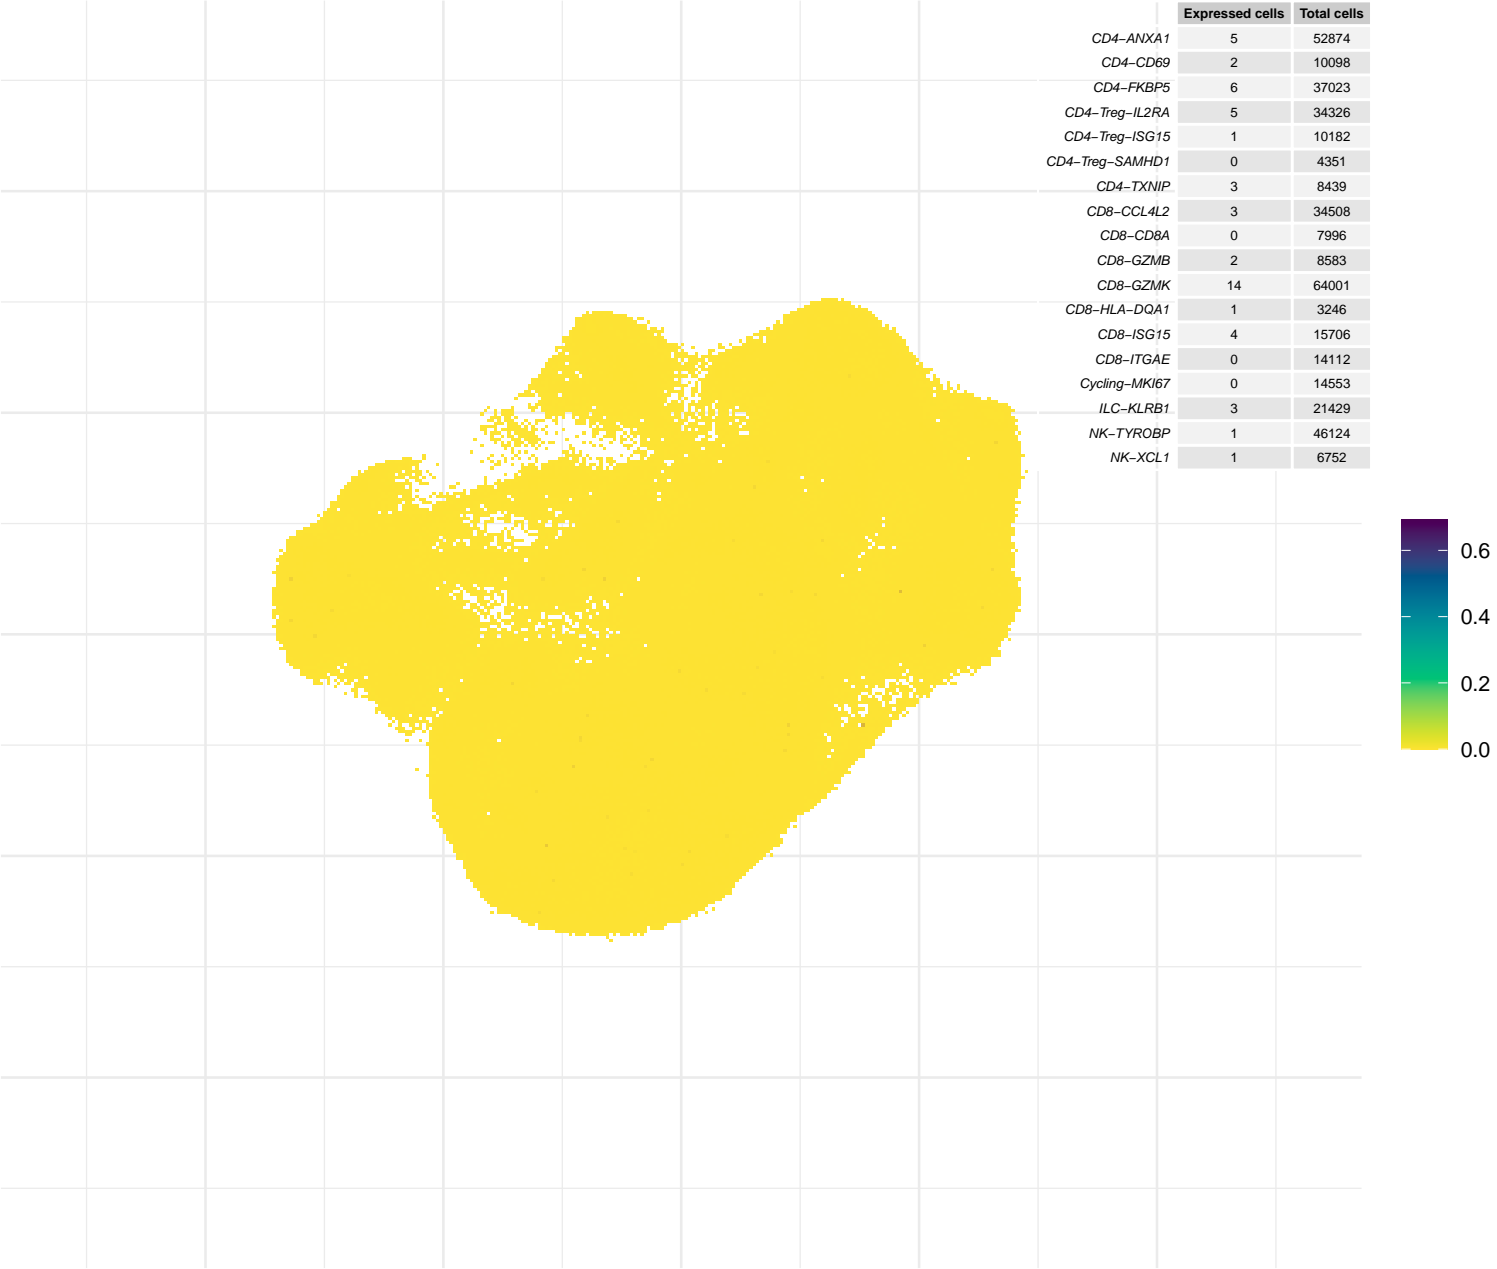 Expressed cells Total cells
CD4−ANXA1 5 52874
CD4−CD69 2 10098
CD4−FKBP5 6 37023
CD4−Treg−IL2RA 5 34326
CD4−Treg−ISG15 1 10182
CD4−Treg−SAMHD1 0 4351
CD4−TXNIP 3 8439
CD8−CCL4L2 3 34508
CD8−CD8A 0 7996
CD8−GZMB 2 8583
CD8−GZMK 14 64001
CD8−HLA−DQA1 1 3246
CD8−ISG15 4 15706
CD8−ITGAE 0 14112
Cycling−MKI67 0 14553
ILC−KLRB1 3 21429
NK−TYROBP 1 46124
NK−XCL1 1 6752
0.6
0.4
0.2
0.0